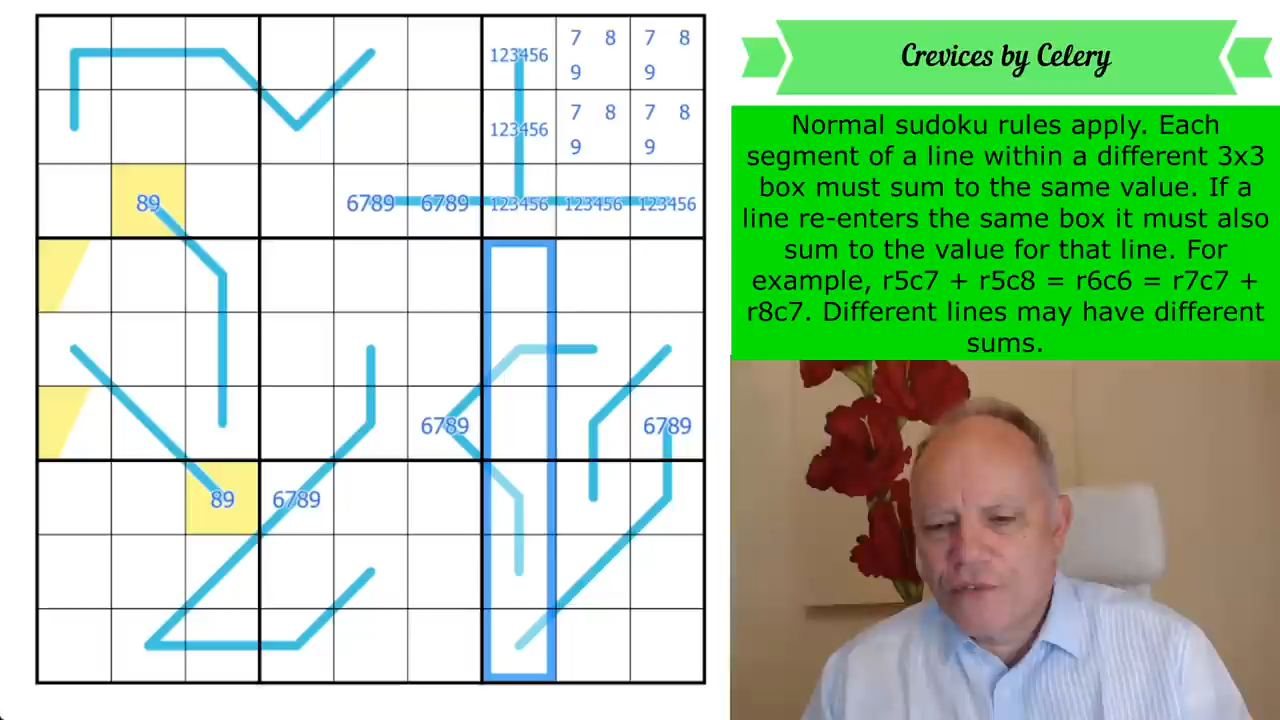 Crevices by Celery
Normal sudoku rules apply. Each
segment of a line within a different 3x3
box must sum to the same value. If a
line re-enters the same box it must also
sum to the value for that line. For
example, r5c7 + r5c8 = r6c6 = r7c7 +
r8c7. Different lines may have different
sums.
123456 7 8 7 8
9 9
123456 7 8 7 8
9 9
89 6789 6789 123456 123456 123456
6789 6789
89 6789